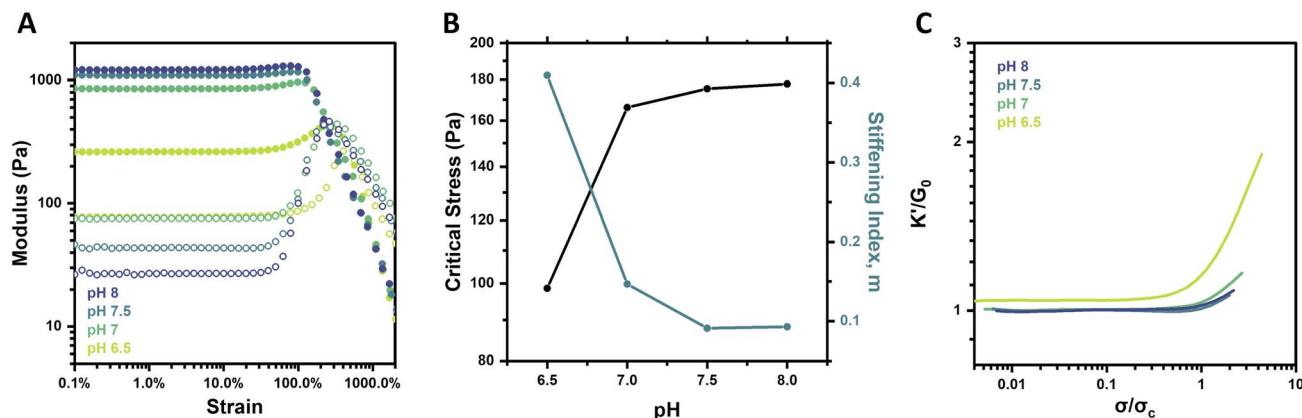 A
Modulus (Pa)
1000
100
10
pH 8
pH 7.5
pH 7
pH 6.5
0.1%
1.0%
10.0%
100.0%
1000.0%
Strain
B
Critical Stress (Pa)
200
180
160
140
120
100
80
0.4
0.3
0.2
0.1
Stiffening Index, m
6.5
7.0
7.5
8.0
pH
C
K'/G₀
3
2
1
pH 8
pH 7.5
pH 7
pH 6.5
0.01
0.1
1
10
σ/σc